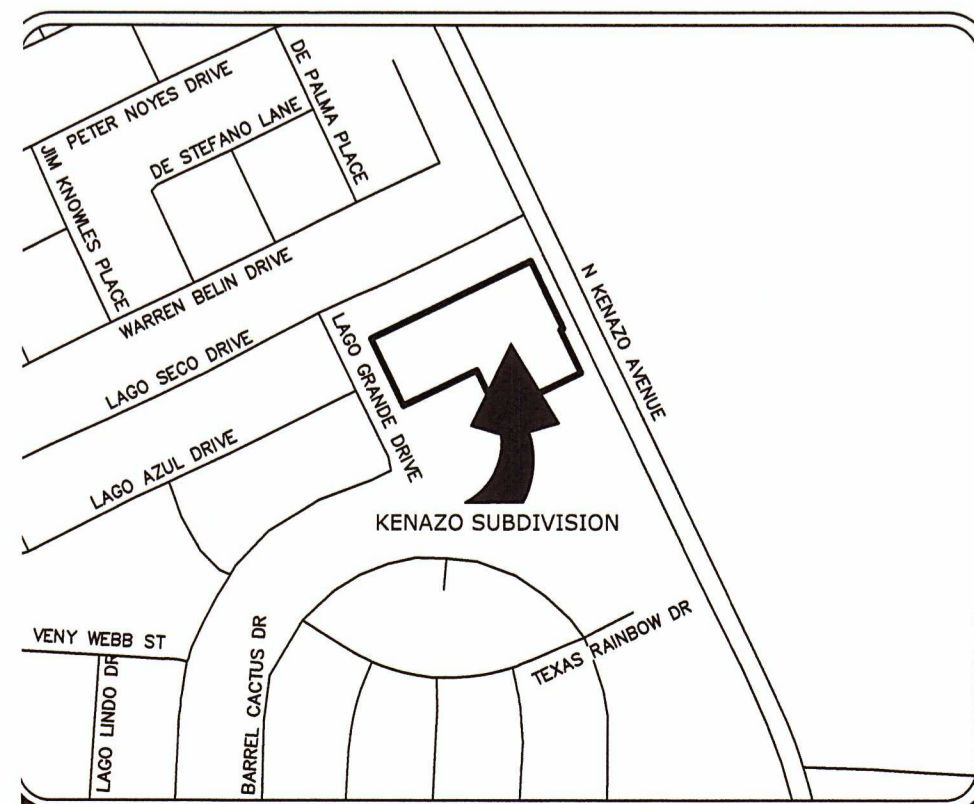 PETER NOYES DRIVE
DE PALMA PLACE
DE STEFANO LANE
JIM KNOWLES PLACE
WARREN BELIN DRIVE
N KENAZO AVENUE
LAGO SECO DRIVE
LAGO GRANDE DRIVE
LAGO AZUL DRIVE
KENAZO SUBDIVISION
VENY WEBB ST
TEXAS RAINBOW DR
LAGO LINDO DR
BARREL CACTUS DR